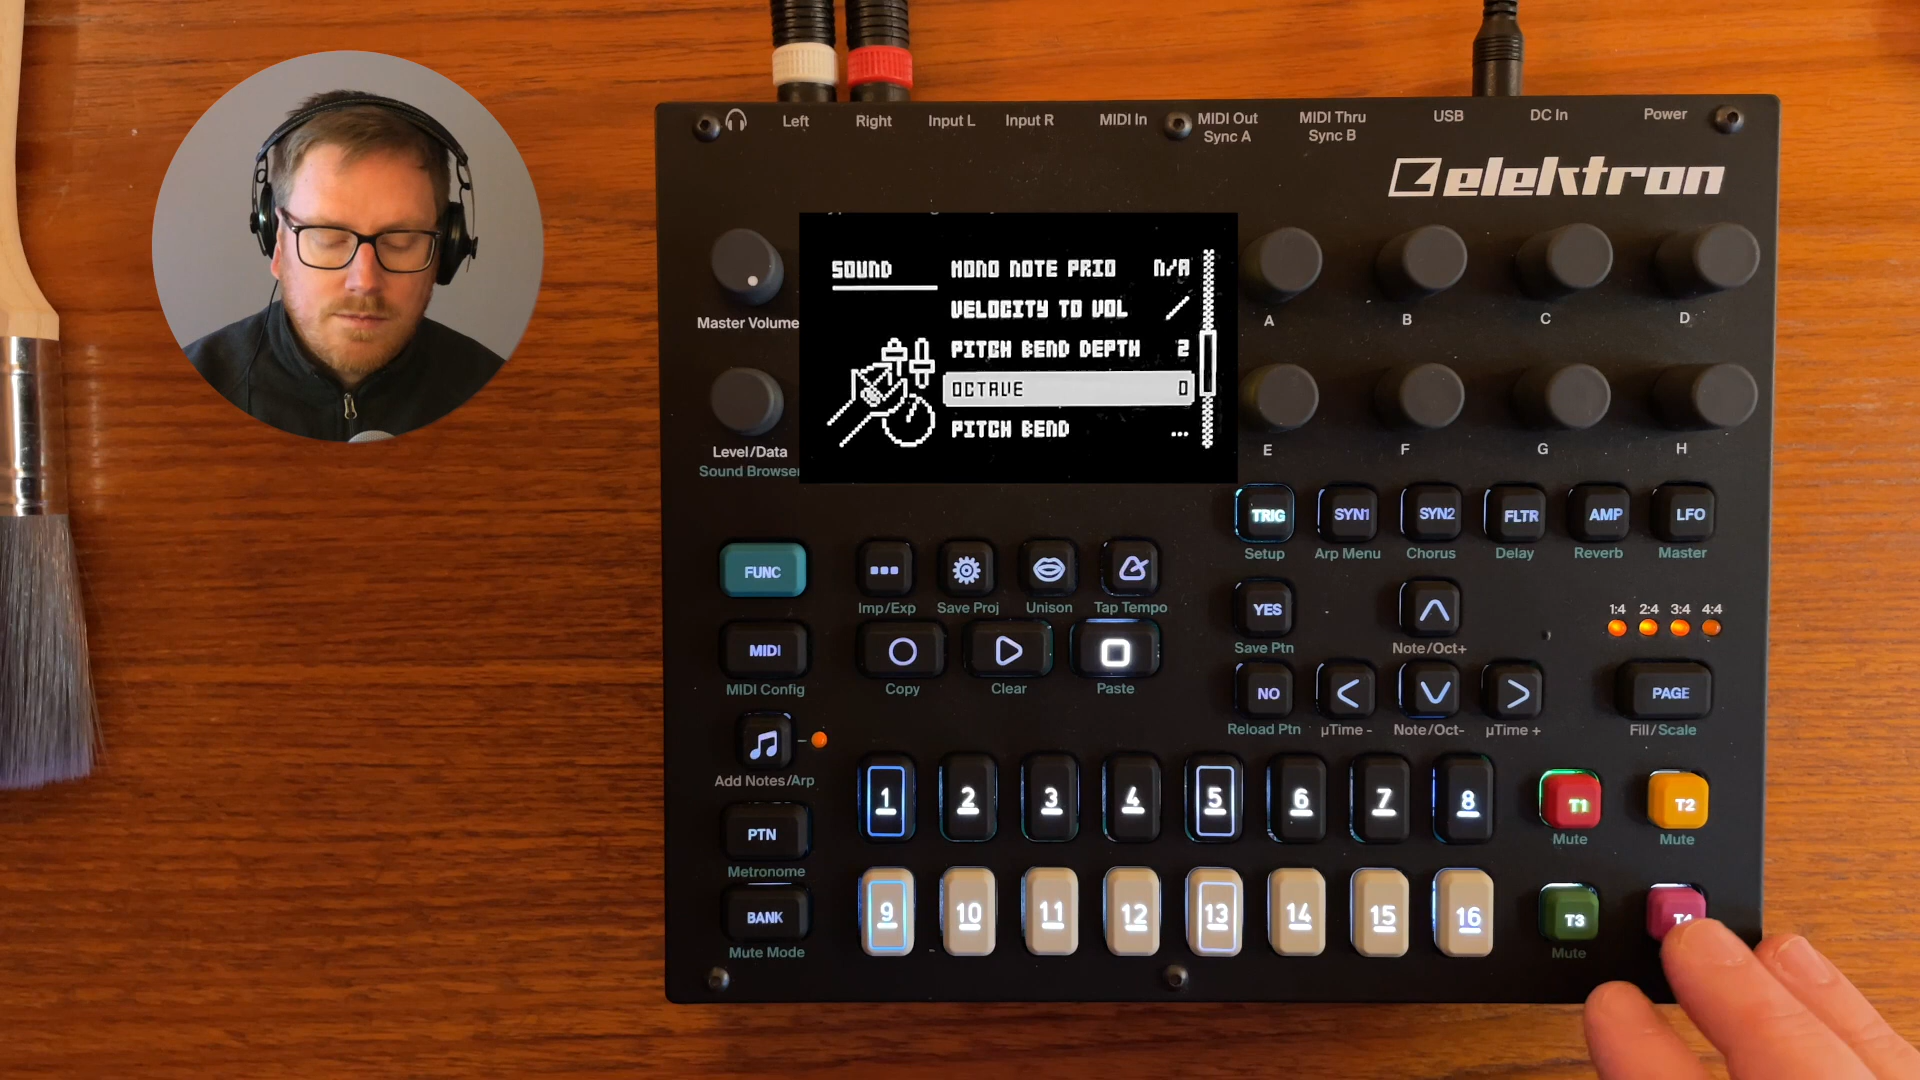 Left Right Input L Input R MIDI In MIDI Out MIDI Thru USB DC In Power
Sync A Sync B
elektron
SOUND MONO NOTE PRIO N/A
VELOCITY TO VOL
PITCH BEND DEPTH 2
OCTAVE 0
PITCH BEND ...
Master Volume
A B C D
Level/Data
Sound Browser
E F G H
TRIG SYN1 SYN2 FLTR AMP LFO
Setup Arp Menu Chorus Delay Reverb Master
FUNC
Imp/Exp Save Proj Unison Tap Tempo
YES
1:4 2:4 3:4 4:4
Save Ptn Note/Oct+
MIDI
MIDI Config Copy Clear Paste
NO PAGE
Reload Ptn µTime - Note/Oct- µTime + Fill/Scale
Add Notes/Arp
1 2 3 4 5 6 7 8 T1 T2
PTN Mute Mute
Metronome
BANK 9 10 11 12 13 14 15 16 T3 T4
Mute Mode Mute